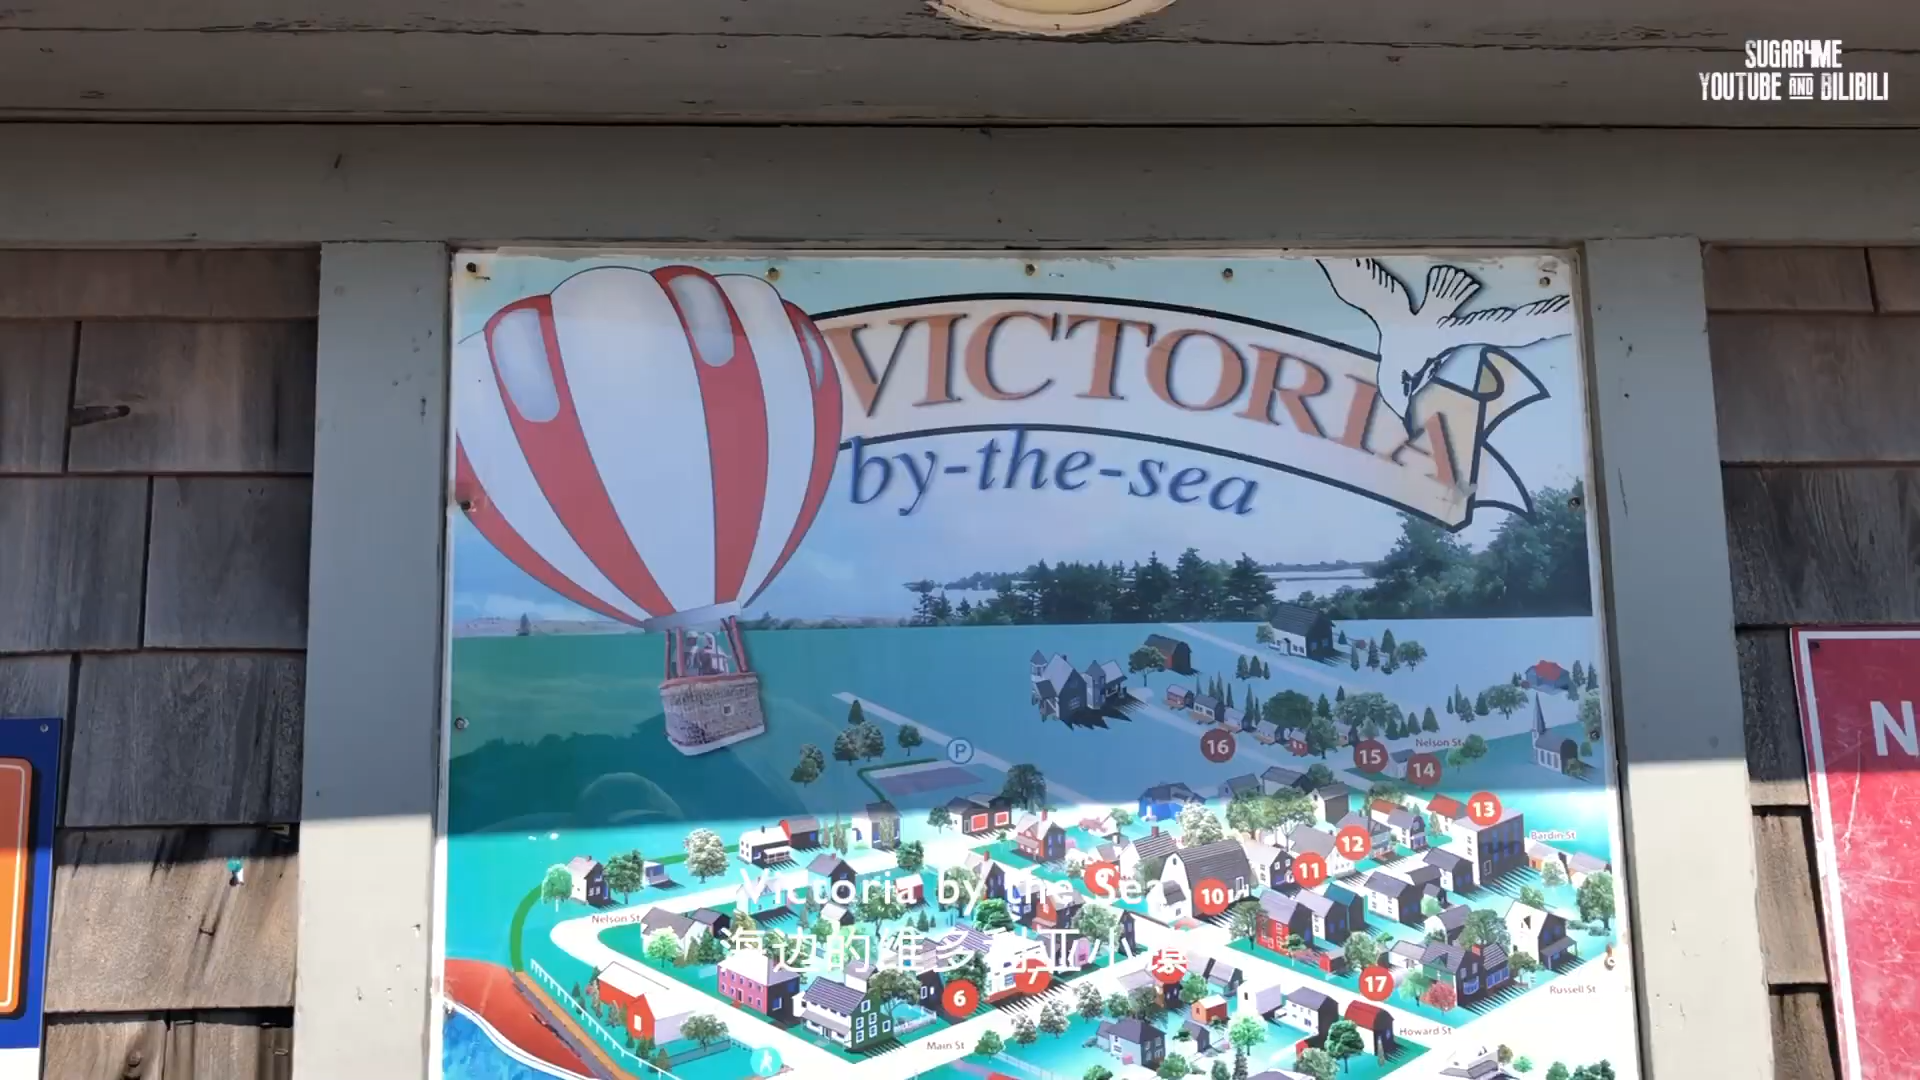 SUGAR4ME
YOUTUBE AND BILIBILI
VICTORIA
by-the-sea
P
16
15
Nelson St
14
13
Bardin St
12
11
10
Victoria by the Sea
海边的维多利亚小镇
Nelson St
6
7
17
Russell St
Howard St
Main St
N